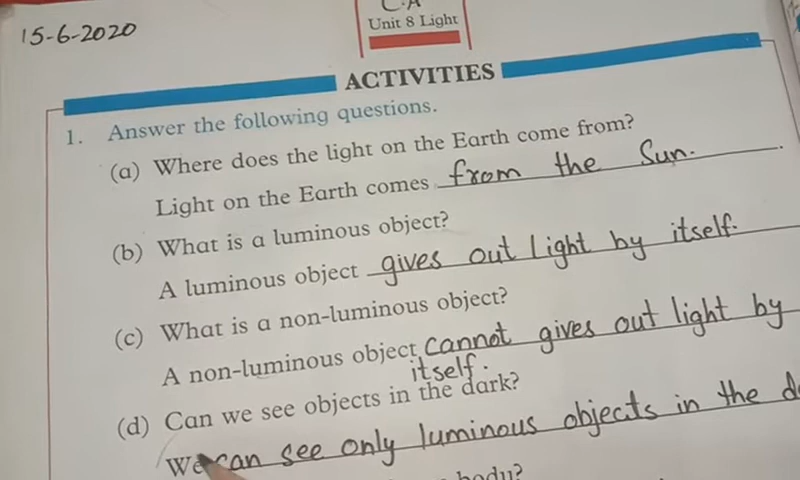 C.A
15-6-2020
Unit 8 Light
ACTIVITIES
1. Answer the following questions.
(a) Where does the light on the Earth come from?
Light on the Earth comes from the Sun.
(b) What is a luminous object?
A luminous object gives out light by itself.
(c) What is a non-luminous object?
A non-luminous object cannot gives out light by
itself.
(d) Can we see objects in the dark?
We can see only luminous objects in the
body?